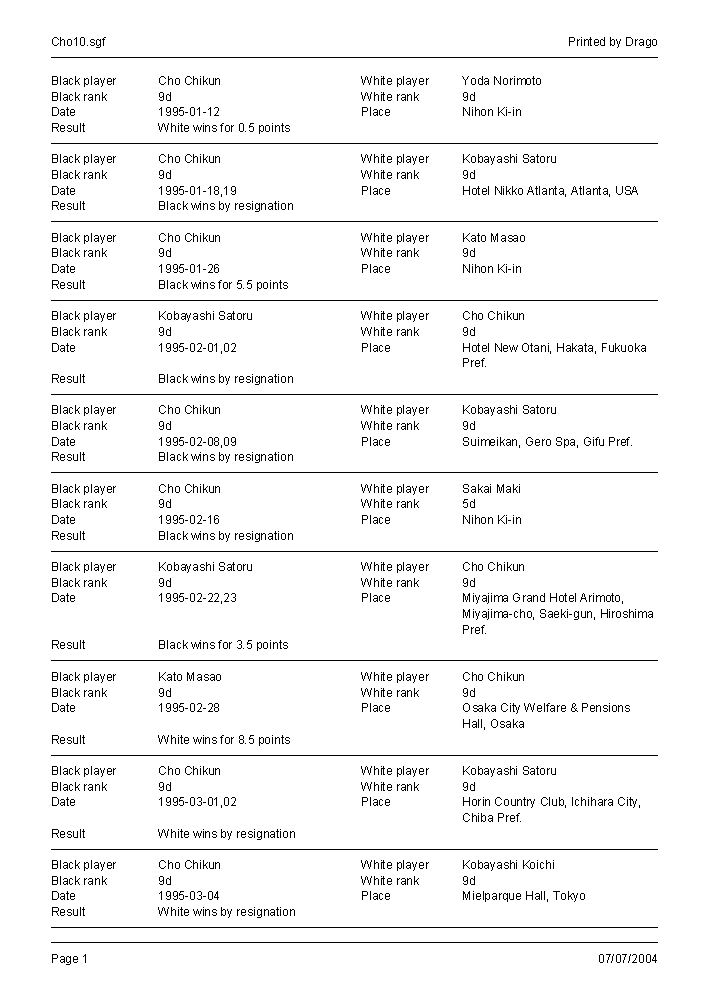 Cho10.sgf Printed by Drago
Black player Cho Chikun White player Yoda Norimoto
Black rank 9d White rank 9d
Date 1995-01-12 Place Nihon Ki-in
Result White wins for 0.5 points
Black player Cho Chikun White player Kobayashi Satoru
Black rank 9d White rank 9d
Date 1995-01-18,19 Place Hotel Nikko Atlanta, Atlanta, USA
Result Black wins by resignation
Black player Cho Chikun White player Kato Masao
Black rank 9d White rank 9d
Date 1995-01-26 Place Nihon Ki-in
Result Black wins for 5.5 points
Black player Kobayashi Satoru White player Cho Chikun
Black rank 9d White rank 9d
Date 1995-02-01,02 Place Hotel New Otani, Hakata, Fukuoka
Pref.
Result Black wins by resignation
Black player Cho Chikun White player Kobayashi Satoru
Black rank 9d White rank 9d
Date 1995-02-08,09 Place Suimeikan, Gero Spa, Gifu Pref.
Result Black wins by resignation
Black player Cho Chikun White player Sakai Maki
Black rank 9d White rank 5d
Date 1995-02-16 Place Nihon Ki-in
Result Black wins by resignation
Black player Kobayashi Satoru White player Cho Chikun
Black rank 9d White rank 9d
Date 1995-02-22,23 Place Miyajima Grand Hotel Arimoto,
Miyajima-cho, Saeki-gun, Hiroshima
Pref.
Result Black wins for 3.5 points
Black player Kato Masao White player Cho Chikun
Black rank 9d White rank 9d
Date 1995-02-28 Place Osaka City Welfare & Pensions
Hall, Osaka
Result White wins for 8.5 points
Black player Cho Chikun White player Kobayashi Satoru
Black rank 9d White rank 9d
Date 1995-03-01,02 Place Horin Country Club, Ichihara City,
Chiba Pref.
Result White wins by resignation
Black player Cho Chikun White player Kobayashi Koichi
Black rank 9d White rank 9d
Date 1995-03-04 Place Mielparque Hall, Tokyo
Result White wins by resignation
Page 1 07/07/2004